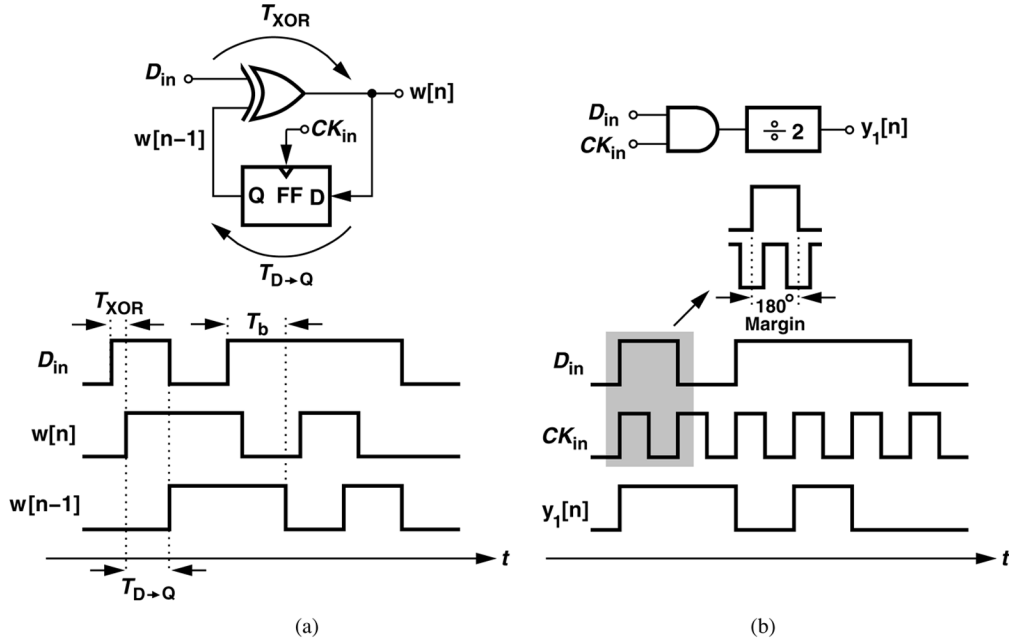 T_XOR
D_in
w[n]
w[n−1]
CK_in
Q FF D
T_D→Q
T_XOR
T_b
D_in
w[n]
w[n−1]
t
T_D→Q
(a)
D_in
CK_in
÷ 2
y_1[n]
180°
Margin
D_in
CK_in
y_1[n]
t
(b)